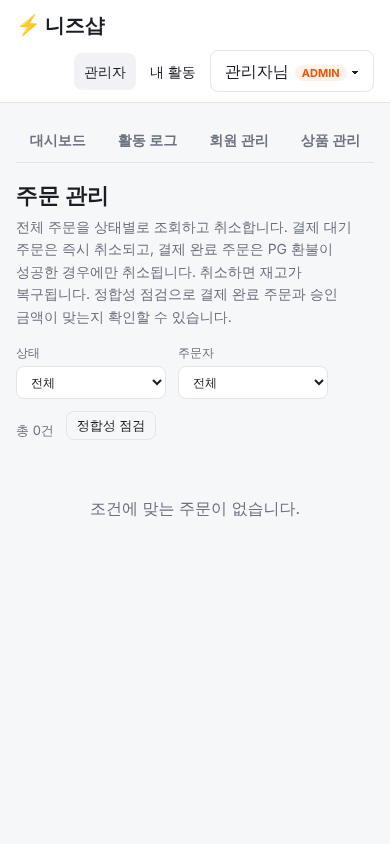 ⚡ 니즈샵
관리자 내 활동 관리자님 ADMIN
대시보드 활동 로그 회원 관리 상품 관리
주문 관리
전체 주문을 상태별로 조회하고 취소합니다. 결제 대기
주문은 즉시 취소되고, 결제 완료 주문은 PG 환불이
성공한 경우에만 취소됩니다. 취소하면 재고가
복구됩니다. 정합성 점검으로 결제 완료 주문과 승인
금액이 맞는지 확인할 수 있습니다.
상태 주문자
전체 전체
총 0건 정합성 점검
조건에 맞는 주문이 없습니다.